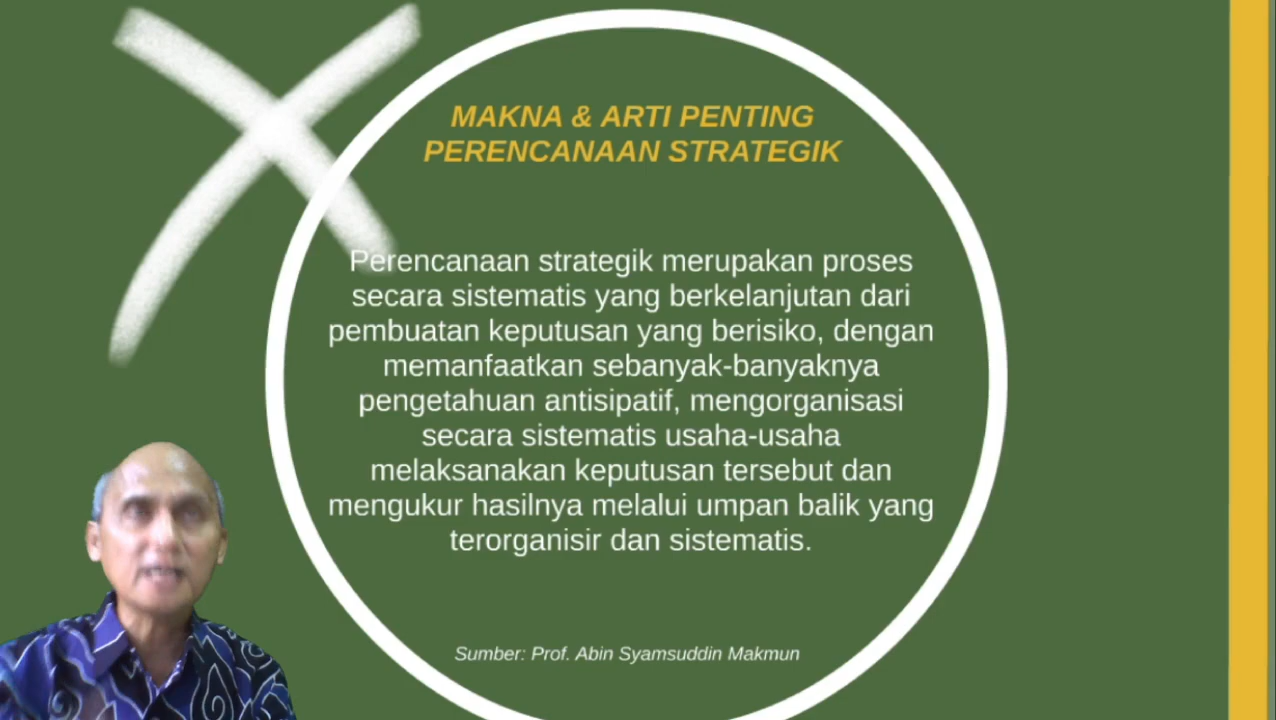 MAKNA & ARTI PENTING
PERENCANAAN STRATEGIK
Perencanaan strategik merupakan proses
secara sistematis yang berkelanjutan dari
pembuatan keputusan yang berisiko, dengan
memanfaatkan sebanyak-banyaknya
pengetahuan antisipatif, mengorganisasi
secara sistematis usaha-usaha
melaksanakan keputusan tersebut dan
mengukur hasilnya melalui umpan balik yang
terorganisir dan sistematis.
Sumber: Prof. Abin Syamsuddin Makmun